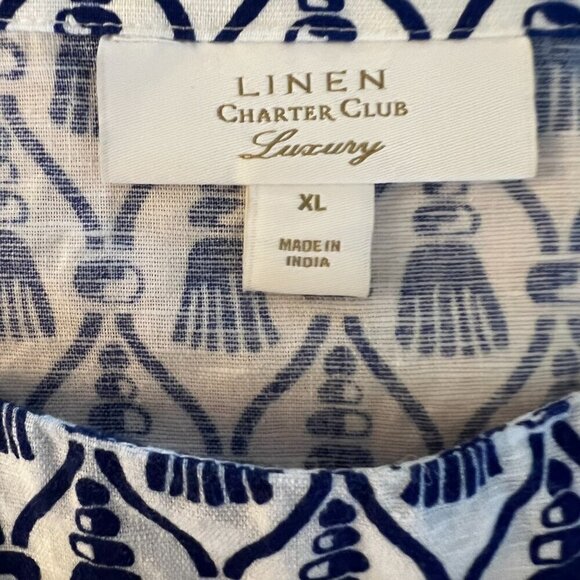 LINEN
CHARTER CLUB
Luxury
XL
MADE IN
INDIA